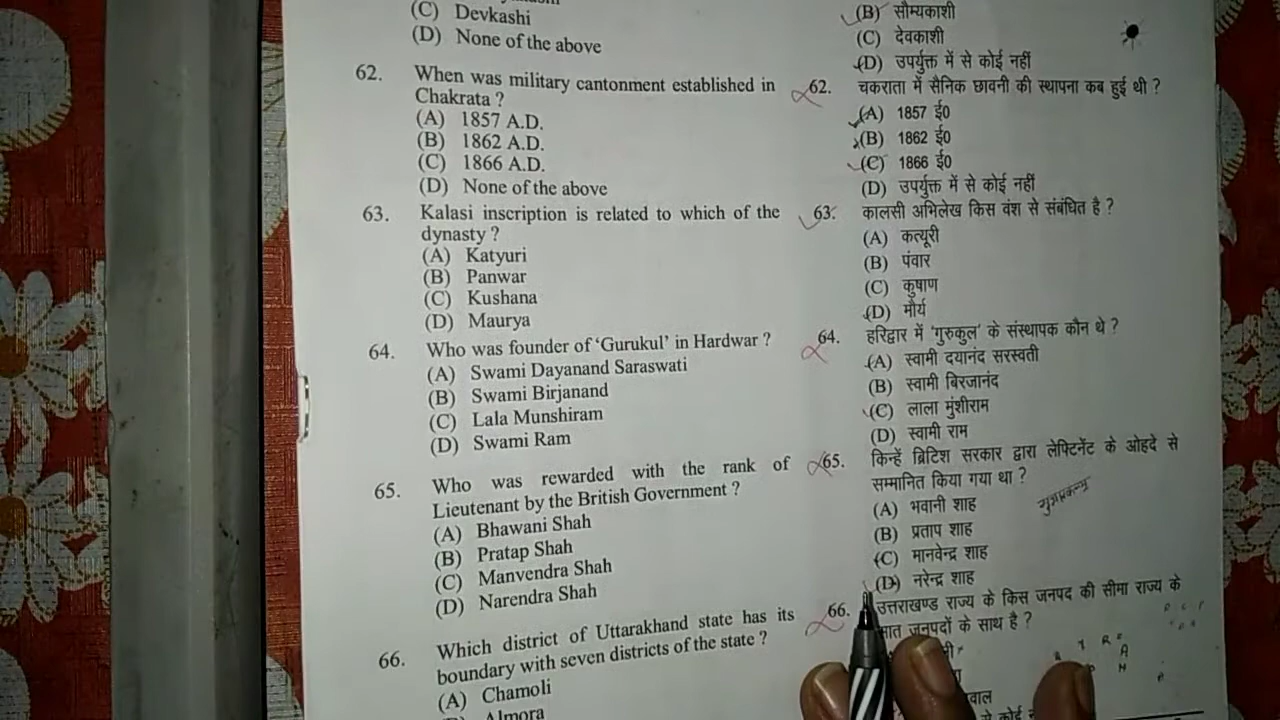 (C) Devkashi
(D) None of the above
62. When was military cantonment established in
Chakrata ?
(A) 1857 A.D.
(B) 1862 A.D.
(C) 1866 A.D.
(D) None of the above
63. Kalasi inscription is related to which of the
dynasty ?
(A) Katyuri
(B) Panwar
(C) Kushana
(D) Maurya
64. Who was founder of ‘Gurukul’ in Hardwar ?
(A) Swami Dayanand Saraswati
(B) Swami Birjanand
(C) Lala Munshiram
(D) Swami Ram
65. Who was rewarded with the rank of
Lieutenant by the British Government ?
(A) Bhawani Shah
(B) Pratap Shah
(C) Manvendra Shah
(D) Narendra Shah
66. Which district of Uttarakhand state has its
boundary with seven districts of the state ?
(A) Chamoli
Almora
(B) सौम्यकाशी
(C) देवकाशी
(D) उपर्युक्त में से कोई नहीं
62. चकराता में सैनिक छावनी की स्थापना कब हुई थी ?
(A) 1857 ई0
(B) 1862 ई0
(C) 1866 ई0
(D) उपर्युक्त में से कोई नहीं
63. कालसी अभिलेख किस वंश से संबंधित है ?
(A) कत्यूरी
(B) पंवार
(C) कुषाण
(D) मौर्य
64. हरिद्वार में ‘गुरुकुल’ के संस्थापक कौन थे ?
(A) स्वामी दयानंद सरस्वती
(B) स्वामी बिरजानंद
(C) लाला मुंशीराम
(D) स्वामी राम
65. किन्हें ब्रिटिश सरकार द्वारा लेफ्टिनेंट के ओहदे से
सम्मानित किया गया था ?
(A) भवानी शाह
(B) प्रताप शाह
(C) मानवेन्द्र शाह
(D) नरेन्द्र शाह
66. उत्तराखण्ड राज्य के किस जनपद की सीमा राज्य के
सात जनपदों के साथ है ?